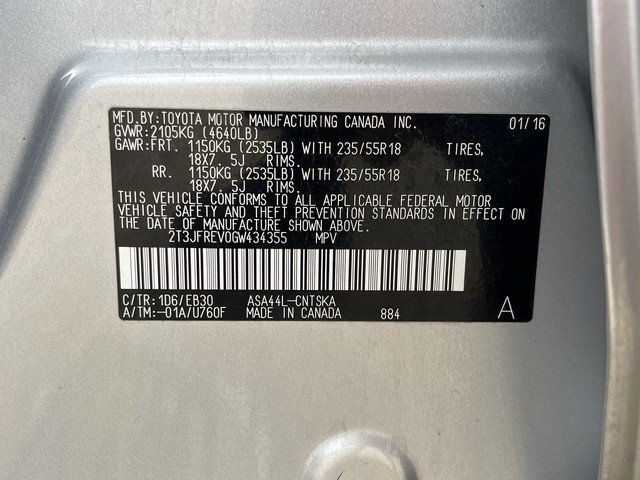 MFD.BY:TOYOTA MOTOR MANUFACTURING CANADA INC. 01/16
GVWR:2105KG (4640LB)
GAWR:FRT. 1150KG (2535LB) WITH 235/55R18 TIRES,
18X7. 5J RIMS.
RR. 1150KG (2535LB) WITH 235/55R18 TIRES,
18X7. 5J RIMS.
THIS VEHICLE CONFORMS TO ALL APPLICABLE FEDERAL MOTOR
VEHICLE SAFETY AND THEFT PREVENTION STANDARDS IN EFFECT ON
THE DATE OF MANUFACTURE SHOWN ABOVE.
2T3JFREV0GW434355 MPV
C/TR:1D6/EB30 ASA44L-CNTSKA
A/TM:-01A/U760F MADE IN CANADA 884 A